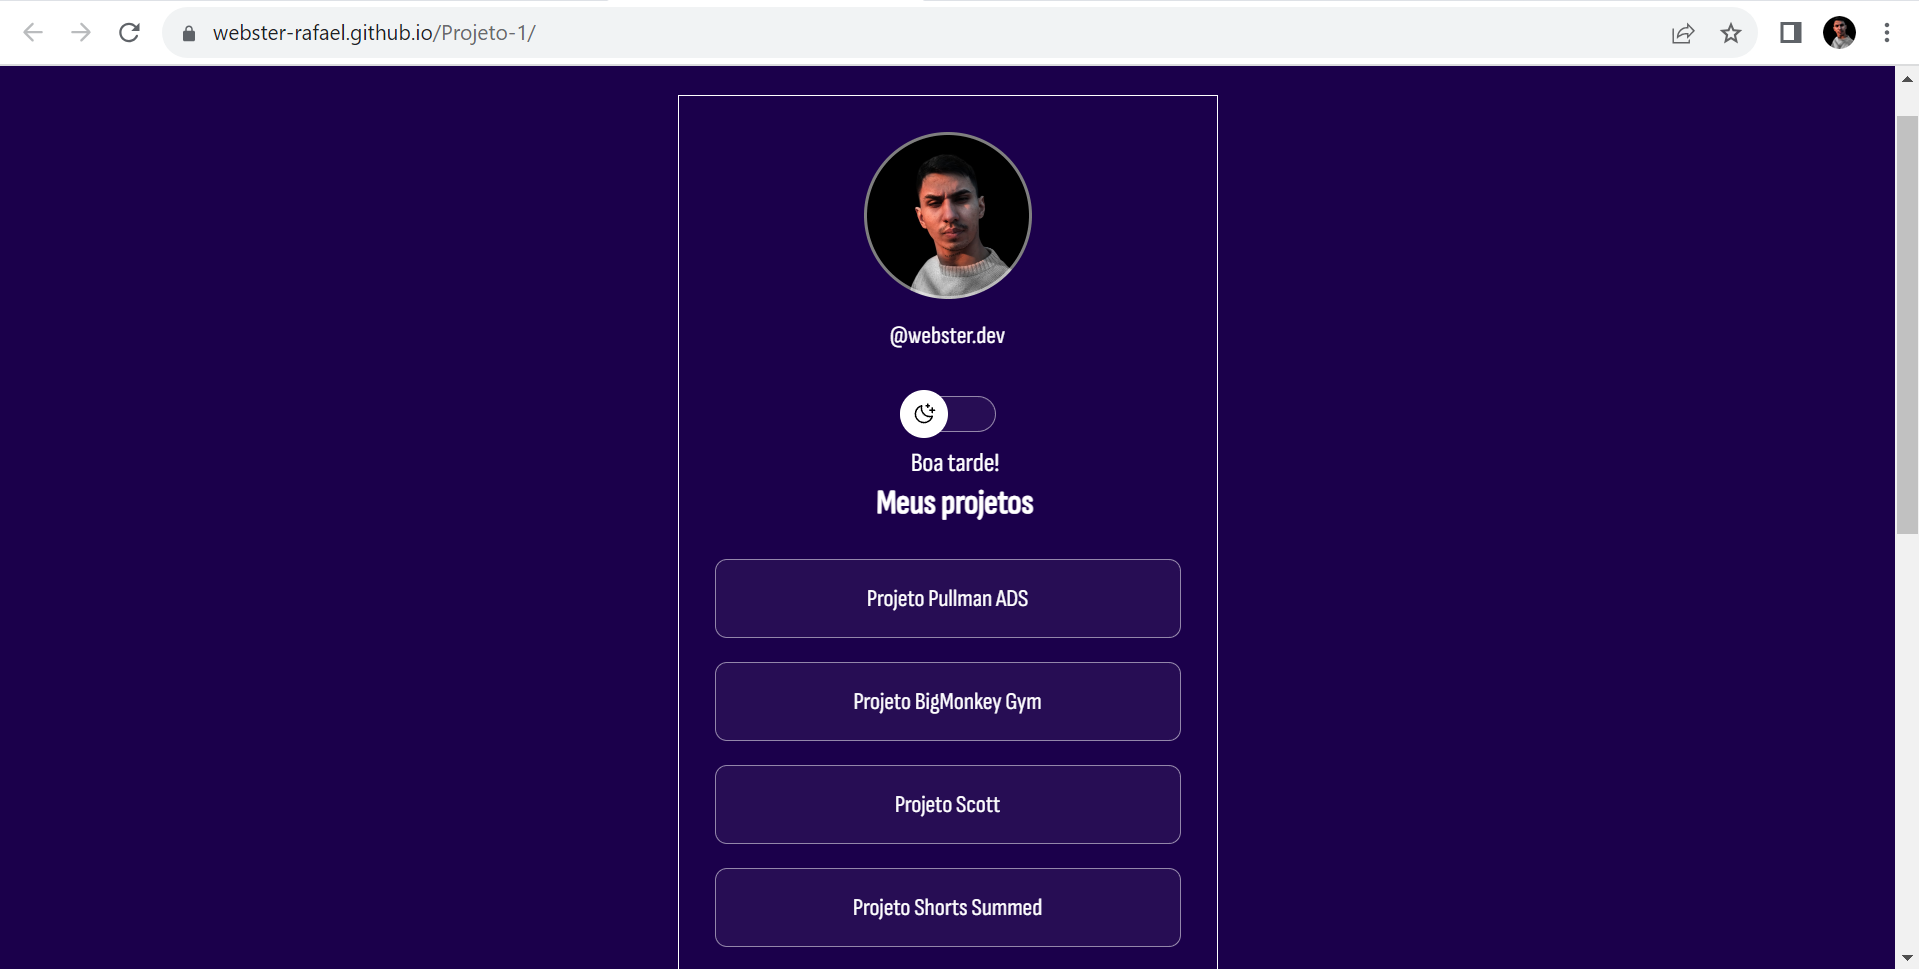 webster-rafael.github.io/Projeto-1/
@webster.dev
Boa tarde!
Meus projetos
Projeto Pullman ADS
Projeto BigMonkey Gym
Projeto Scott
Projeto Shorts Summed